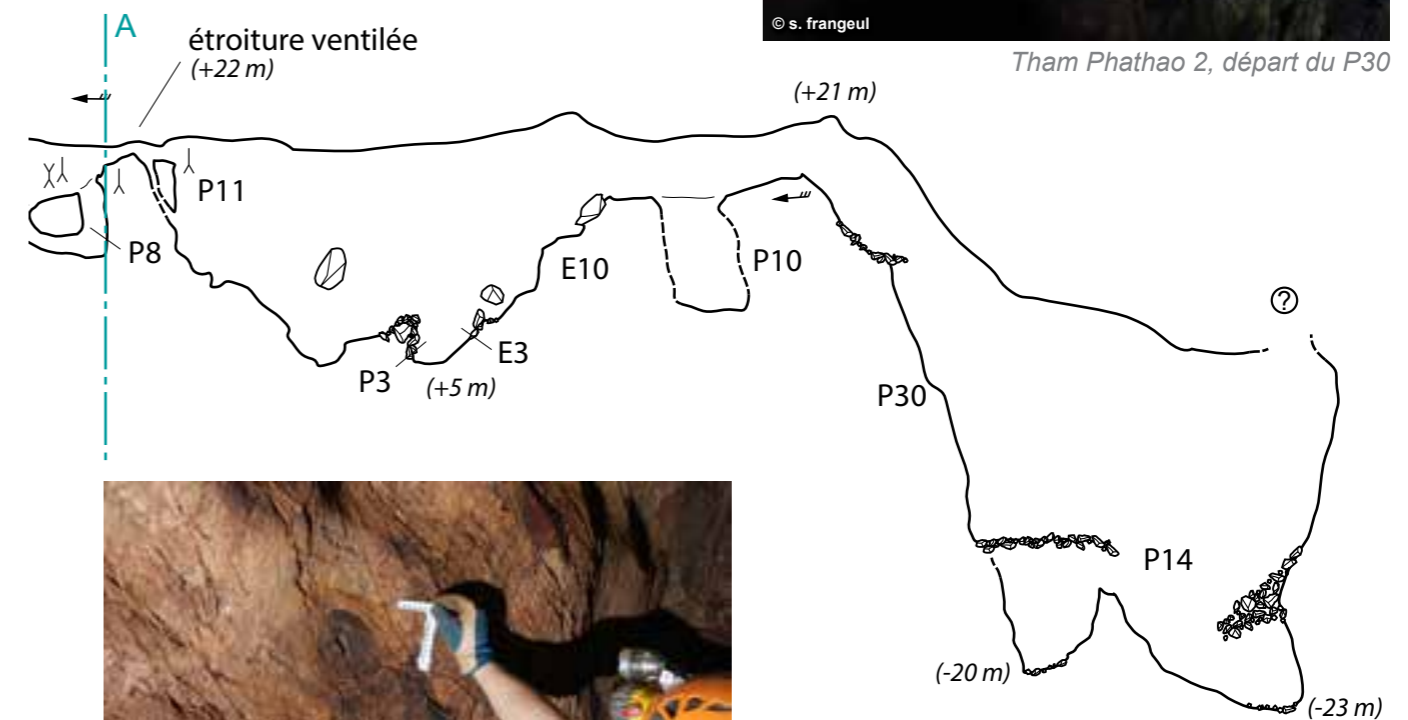 © s. frangeul
Tham Phathao 2, départ du P30
A
étroiture ventilée
(+22 m)
(+21 m)
P11
P8
E10
P10
?
P3
(+5 m)
E3
P30
P14
(-20 m)
(-23 m)